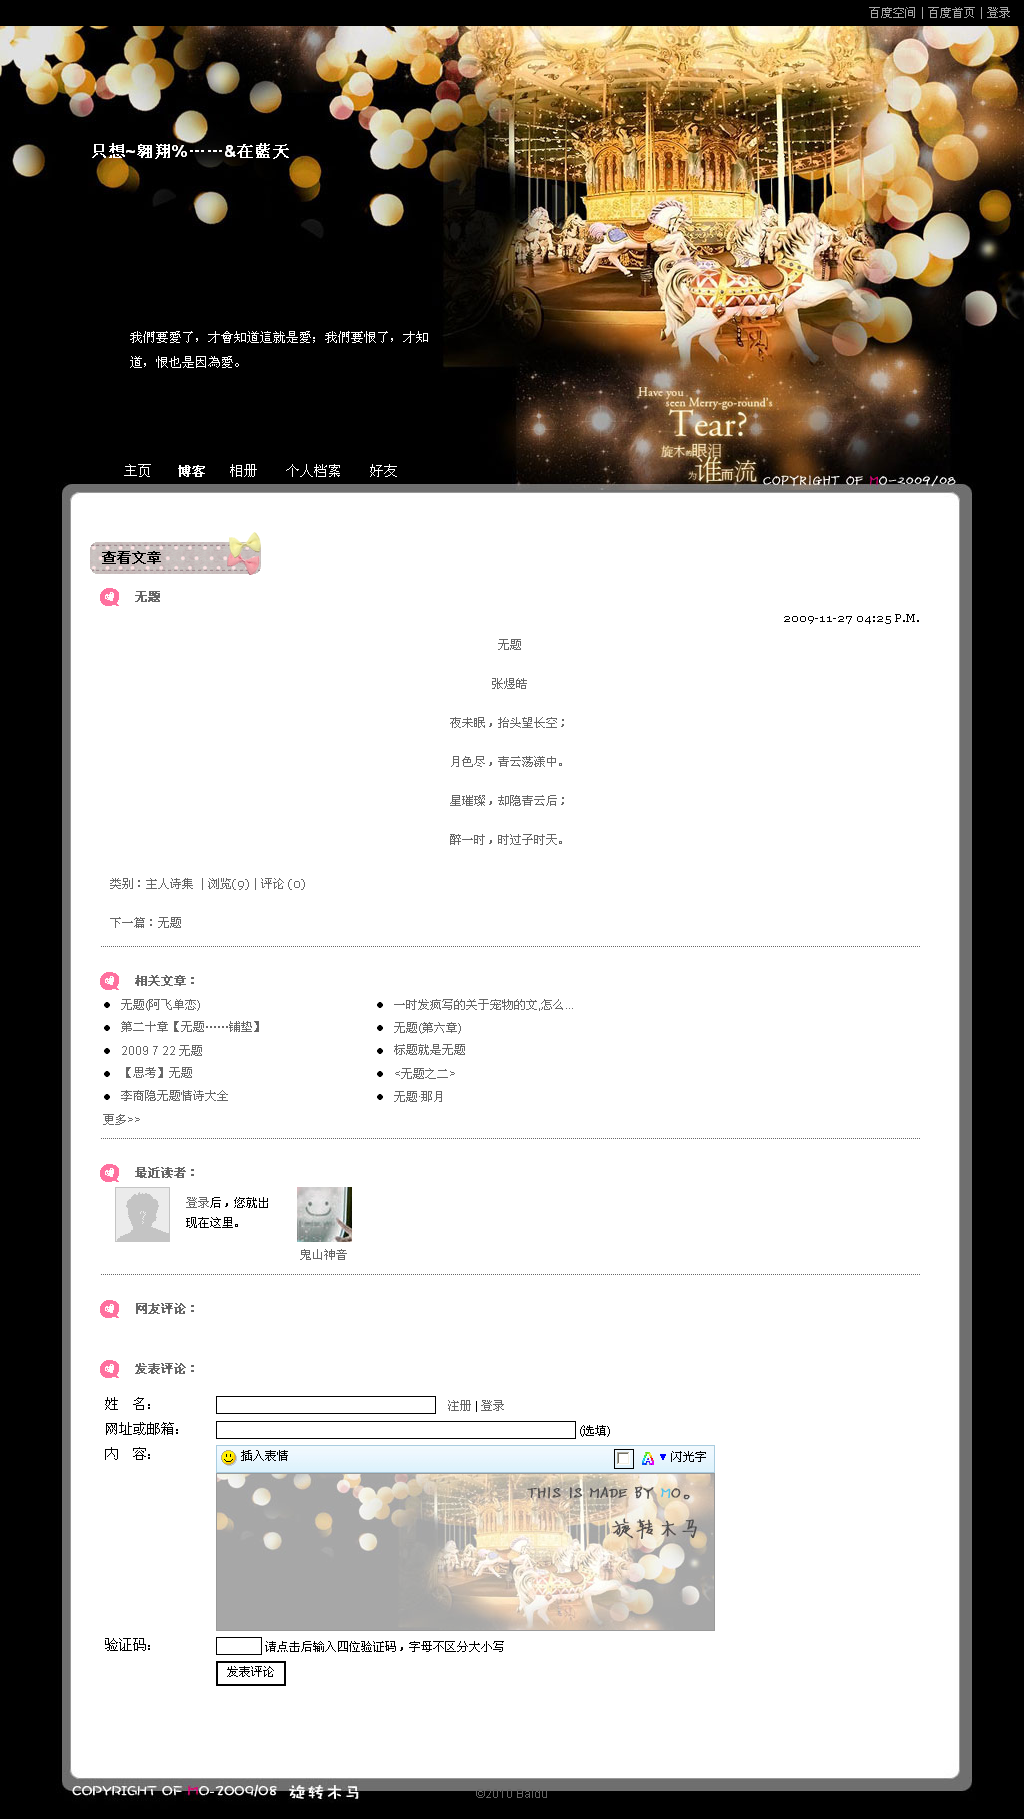 百度空间 | 百度首页 | 登录
只想~翱翔%……&在藍天
我們要愛了，才會知道這就是愛；我們要恨了，才知
道，恨也是因為愛。
Have you
seen Merry-go-round's
Tear?
旋木的眼泪
为谁而流
主页 博客 相册 个人档案 好友
COPYRIGHT OF MO-2009/08
查看文章
无题
2009-11-27 04:25 P.M.
无题
张煜皓
夜未眠，抬头望长空；
月色尽，青云荡漾中。
星璀璨，却隐青云后；
醉一时，时过子时天。
类别：主人诗集 | 浏览(9) | 评论 (0)
下一篇：无题
相关文章：
无题(阿飞单恋) 一时发疯写的关于宠物的文,怎么...
第二十章【无题……铺垫】 无题(第六章)
2009 7 22 无题 标题就是无题
【思考】无题 <无题之二>
李商隐无题情诗大全 无题·那月
更多>>
最近读者：
登录后，您就出
现在这里。
鬼山神音
网友评论：
发表评论：
姓 名： 注册 | 登录
网址或邮箱： (选填)
内 容： 插入表情 闪光字
THIS IS MADE BY MO。
旋转木马
验证码： 请点击后输入四位验证码，字母不区分大小写
发表评论
COPYRIGHT OF MO-2009/08 旋转木马
©2010 Baidu